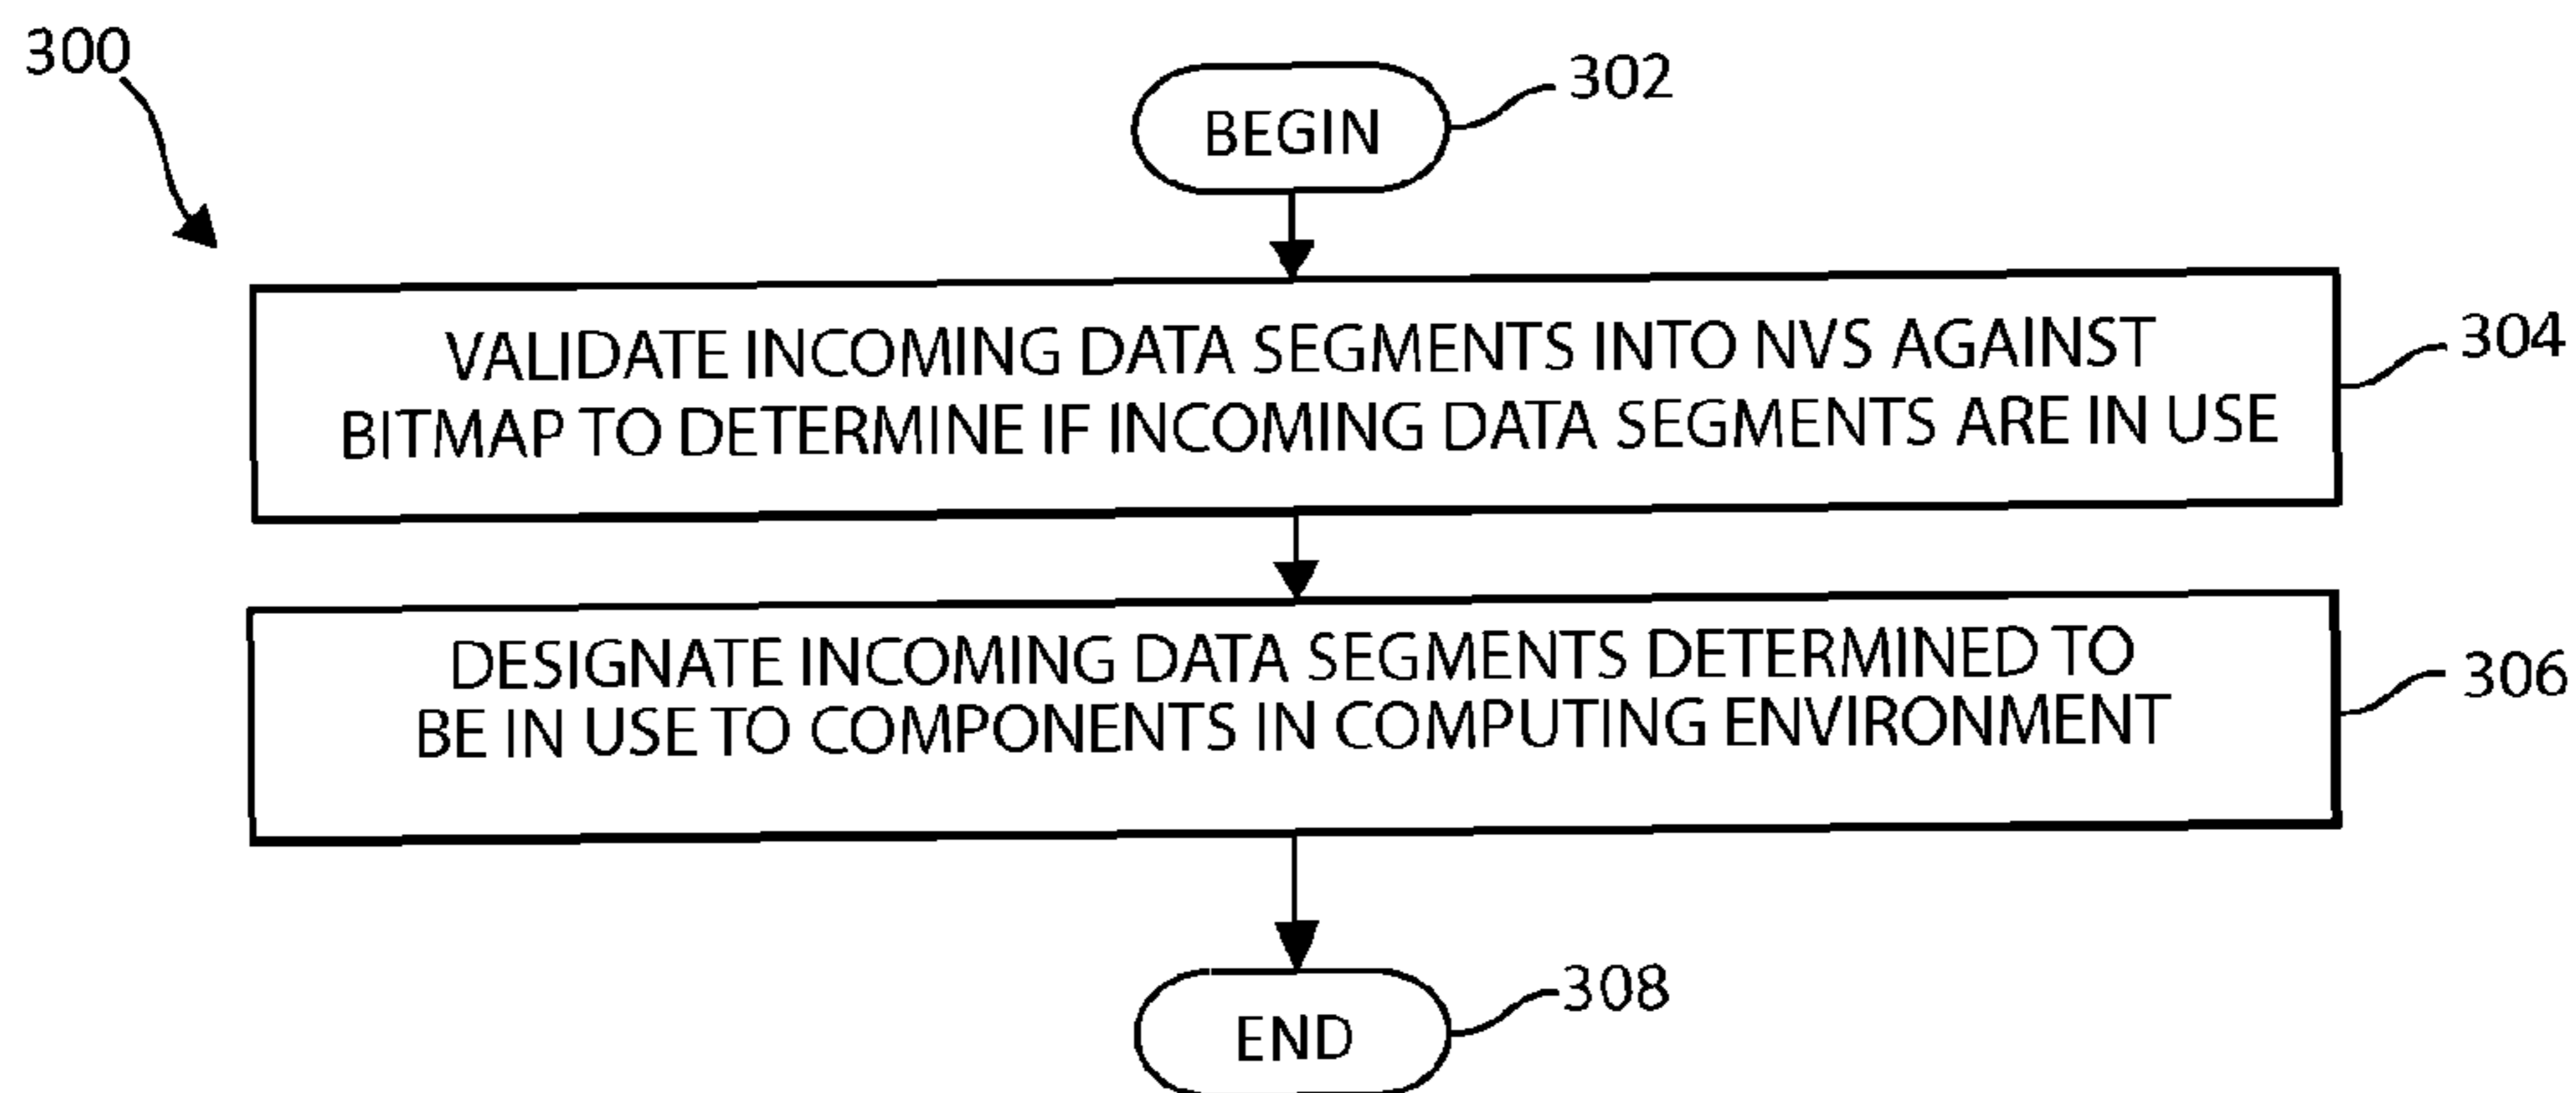 300
BEGIN
302
VALIDATE INCOMING DATA SEGMENTS INTO NVS AGAINST
BITMAP TO DETERMINE IF INCOMING DATA SEGMENTS ARE IN USE
304
DESIGNATE INCOMING DATA SEGMENTS DETERMINED TO
BE IN USE TO COMPONENTS IN COMPUTING ENVIRONMENT
306
END
308